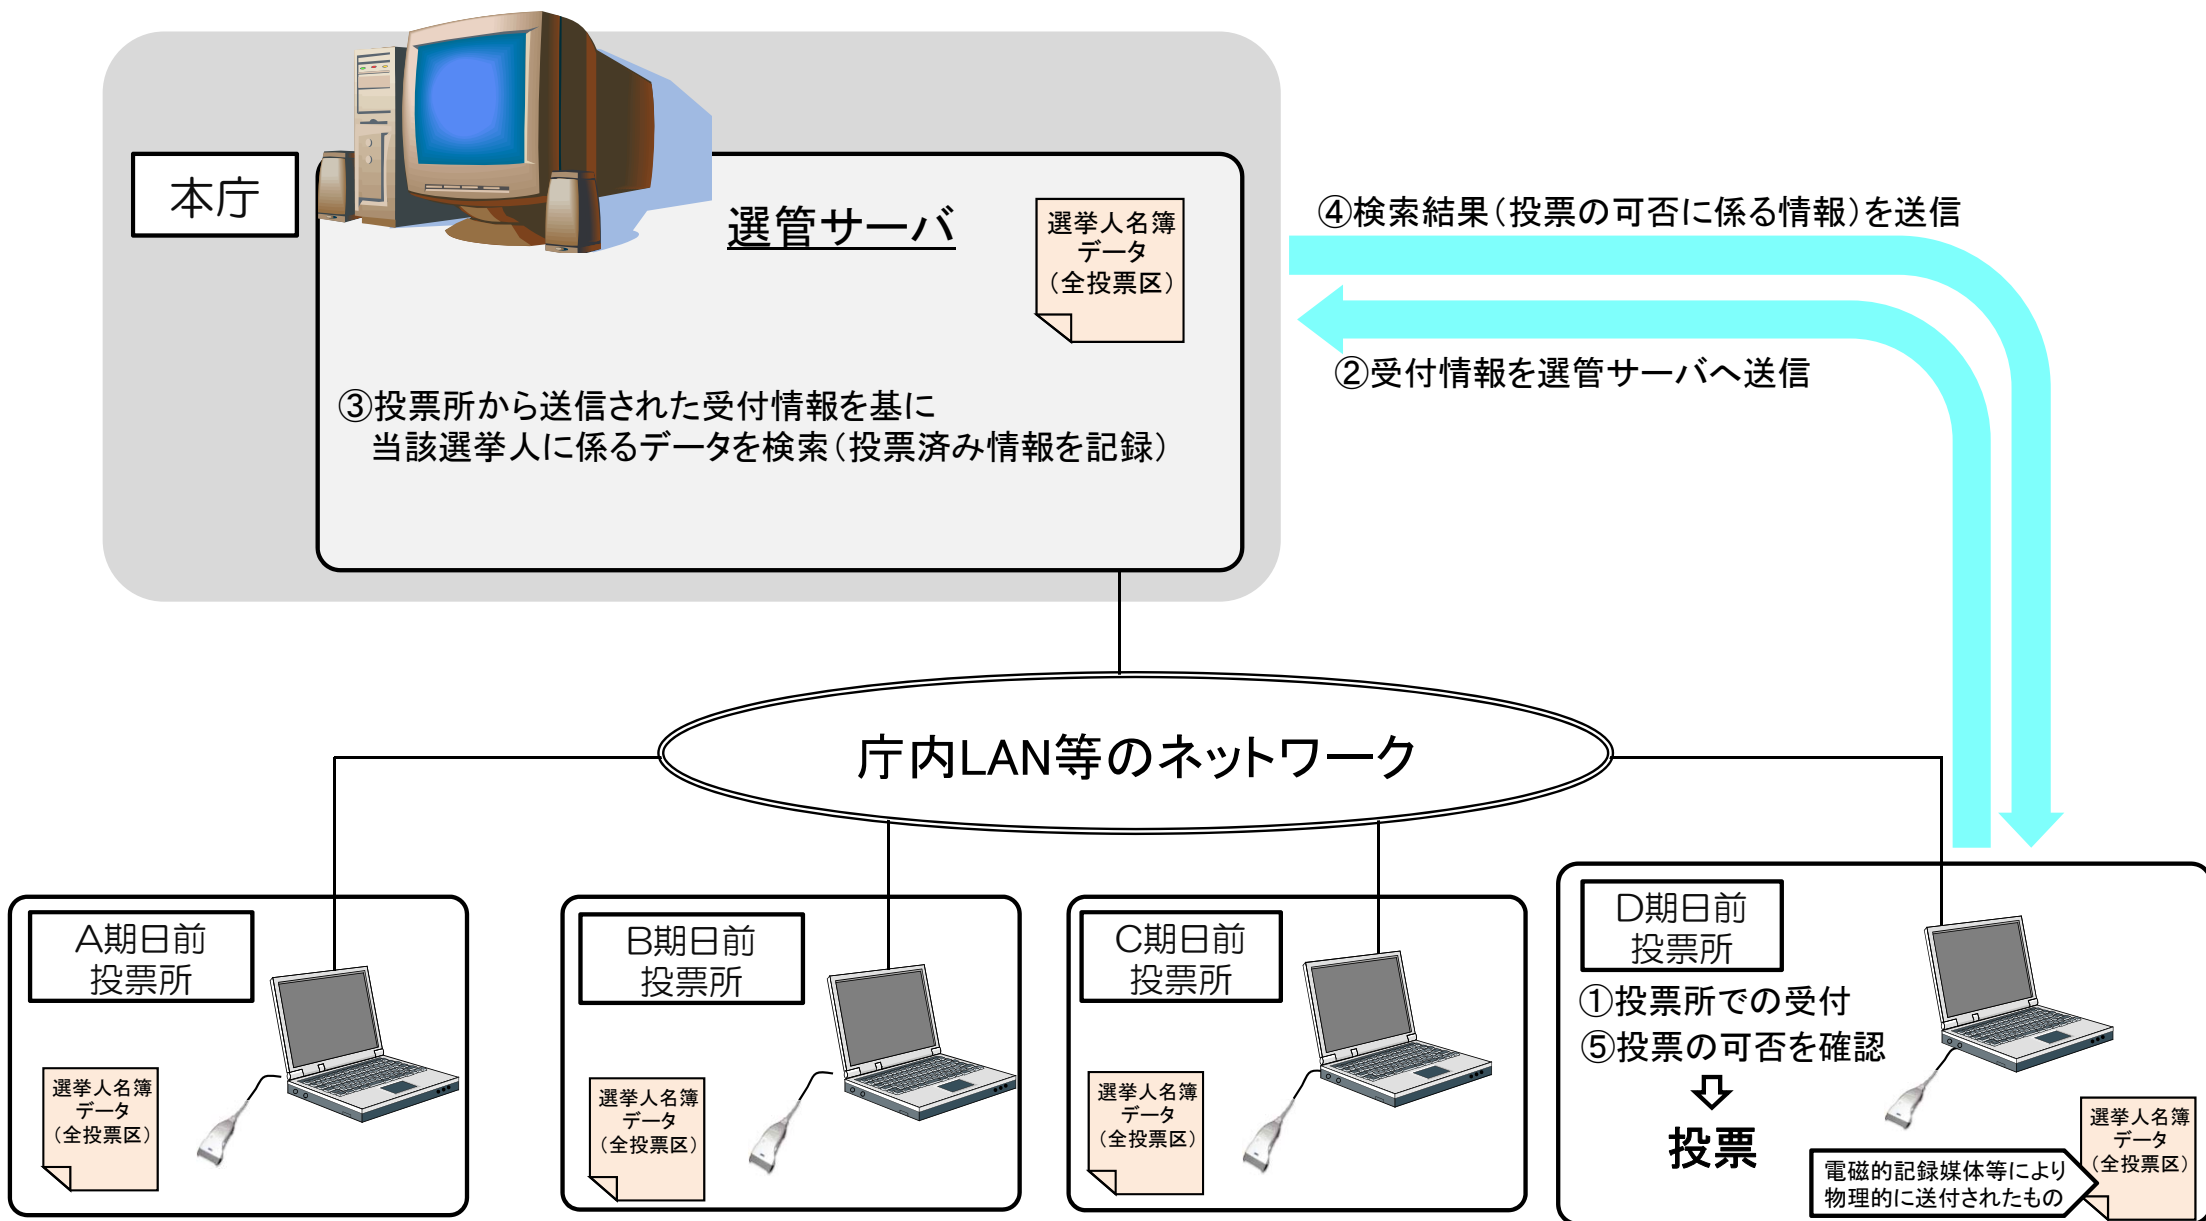 本庁
選管サーバ
選挙人名簿
データ
(全投票区)
③投票所から送信された受付情報を基に
当該選挙人に係るデータを検索(投票済み情報を記録)
④検索結果(投票の可否に係る情報)を送信
②受付情報を選管サーバへ送信
庁内LAN等のネットワーク
A期日前
投票所
選挙人名簿
データ
(全投票区)
B期日前
投票所
選挙人名簿
データ
(全投票区)
C期日前
投票所
選挙人名簿
データ
(全投票区)
D期日前
投票所
①投票所での受付
⑤投票の可否を確認
投票
電磁的記録媒体等により
物理的に送付されたもの
選挙人名簿
データ
(全投票区)